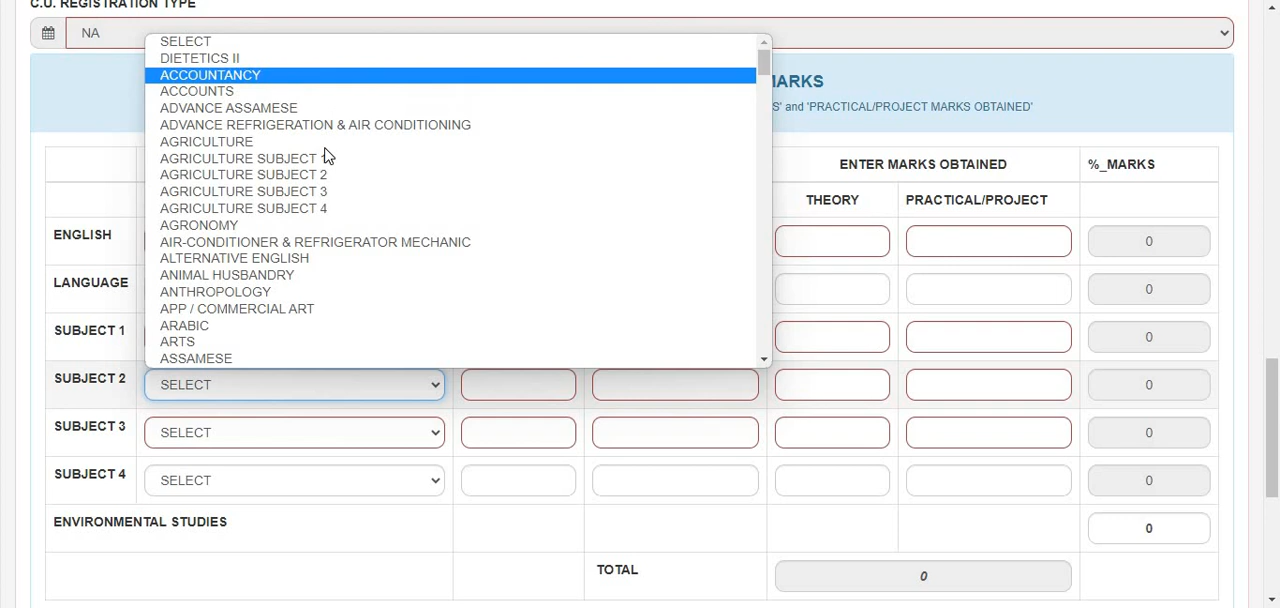 C.U. REGISTRATION TYPE
NA
SELECT
DIETETICS II
ACCOUNTANCY
ACCOUNTS
ADVANCE ASSAMESE
ADVANCE REFRIGERATION & AIR CONDITIONING
AGRICULTURE
AGRICULTURE SUBJECT
AGRICULTURE SUBJECT 2
AGRICULTURE SUBJECT 3
AGRICULTURE SUBJECT 4
AGRONOMY
AIR-CONDITIONER & REFRIGERATOR MECHANIC
ALTERNATIVE ENGLISH
ANIMAL HUSBANDRY
ANTHROPOLOGY
APP / COMMERCIAL ART
ARABIC
ARTS
ASSAMESE
MARKS
and 'PRACTICAL/PROJECT MARKS OBTAINED'
ENTER MARKS OBTAINED %_MARKS
THEORY PRACTICAL/PROJECT
ENGLISH 0
LANGUAGE 0
SUBJECT 1 0
SUBJECT 2 SELECT 0
SUBJECT 3 SELECT 0
SUBJECT 4 SELECT 0
ENVIRONMENTAL STUDIES 0
TOTAL 0